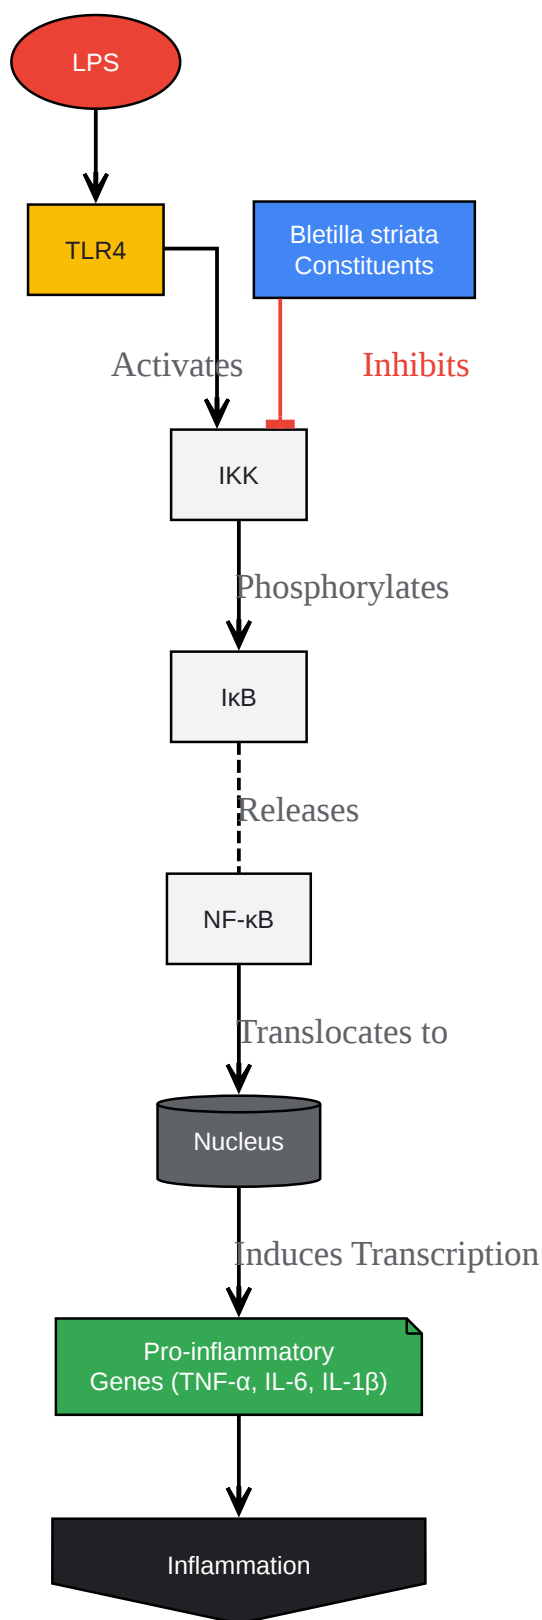 LPS
TLR4
Bletilla striata
Constituents
Activates
Inhibits
IKK
Phosphorylates
IκB
Releases
NF-κB
Translocates to
Nucleus
Induces Transcription
Pro-inflammatory
Genes (TNF-α, IL-6, IL-1β)
Inflammation